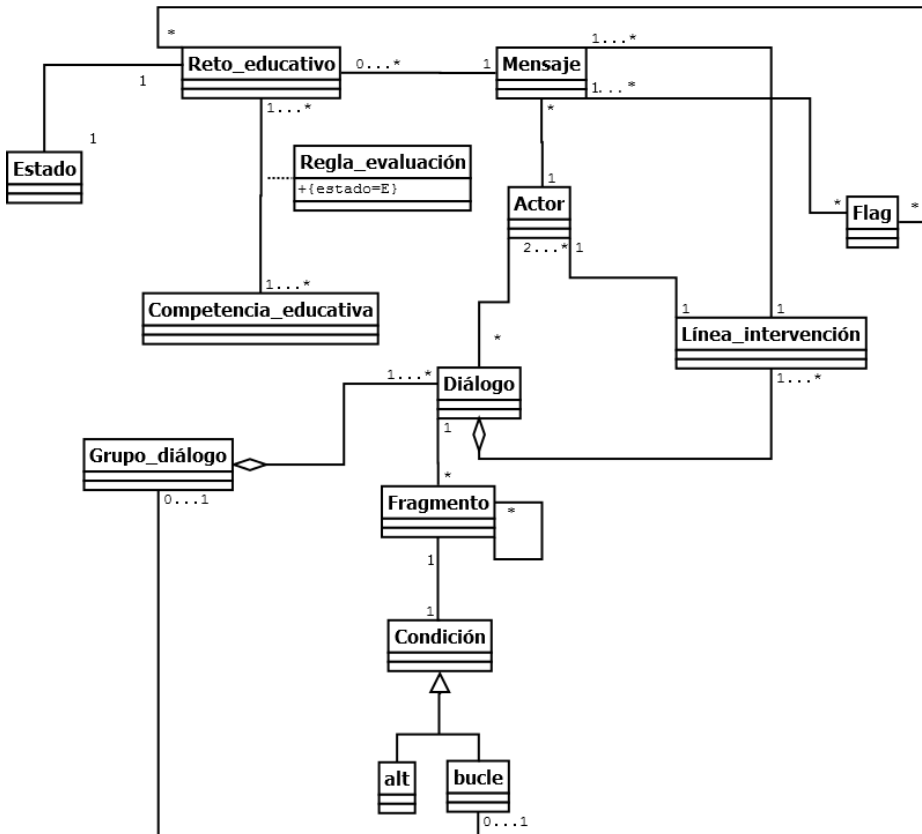 *
1...*
Reto_educativo
0...*
1
Mensaje
1
1...*
1...*
*
1
Regla_evaluación
+{estado=E}
Estado
1
Actor
*
Flag
*
2...*
1
1...*
Competencia_educativa
1
1
Línea_intervención
*
1...*
Diálogo
1...*
1
Grupo_diálogo
0...1
*
Fragmento
*
1
1
Condición
alt
bucle
0...1